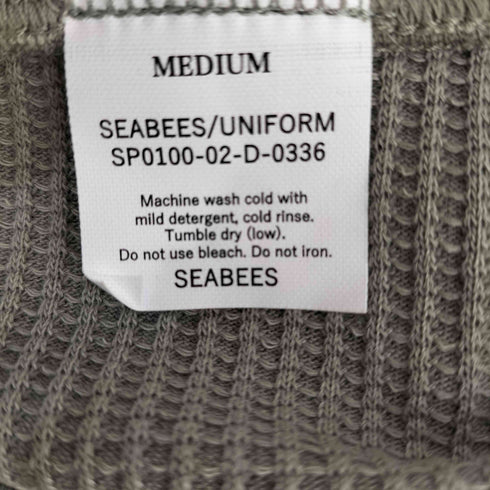 MEDIUM
SEABEES/UNIFORM
SP0100-02-D-0336
Machine wash cold with
mild detergent, cold rinse.
Tumble dry (low).
Do not use bleach. Do not iron.
SEABEES